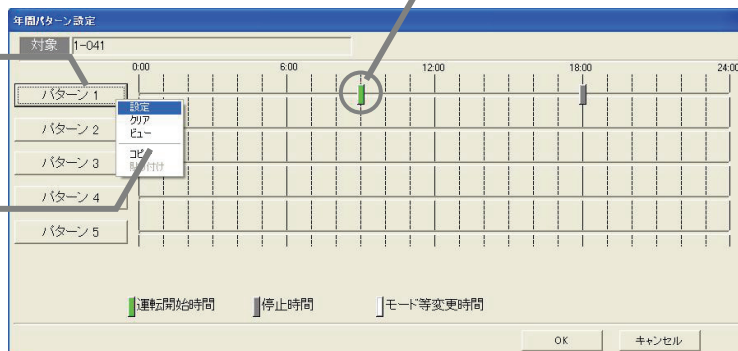 年間パターン設定
対象 1-041
0:00 6:00 12:00 18:00 24:00
パターン 1
設定
クリア
ビュー
コピー
貼り付け
パターン 2
パターン 3
パターン 4
パターン 5
運転開始時間 停止時間 モード等変更時間
OK キャンセル